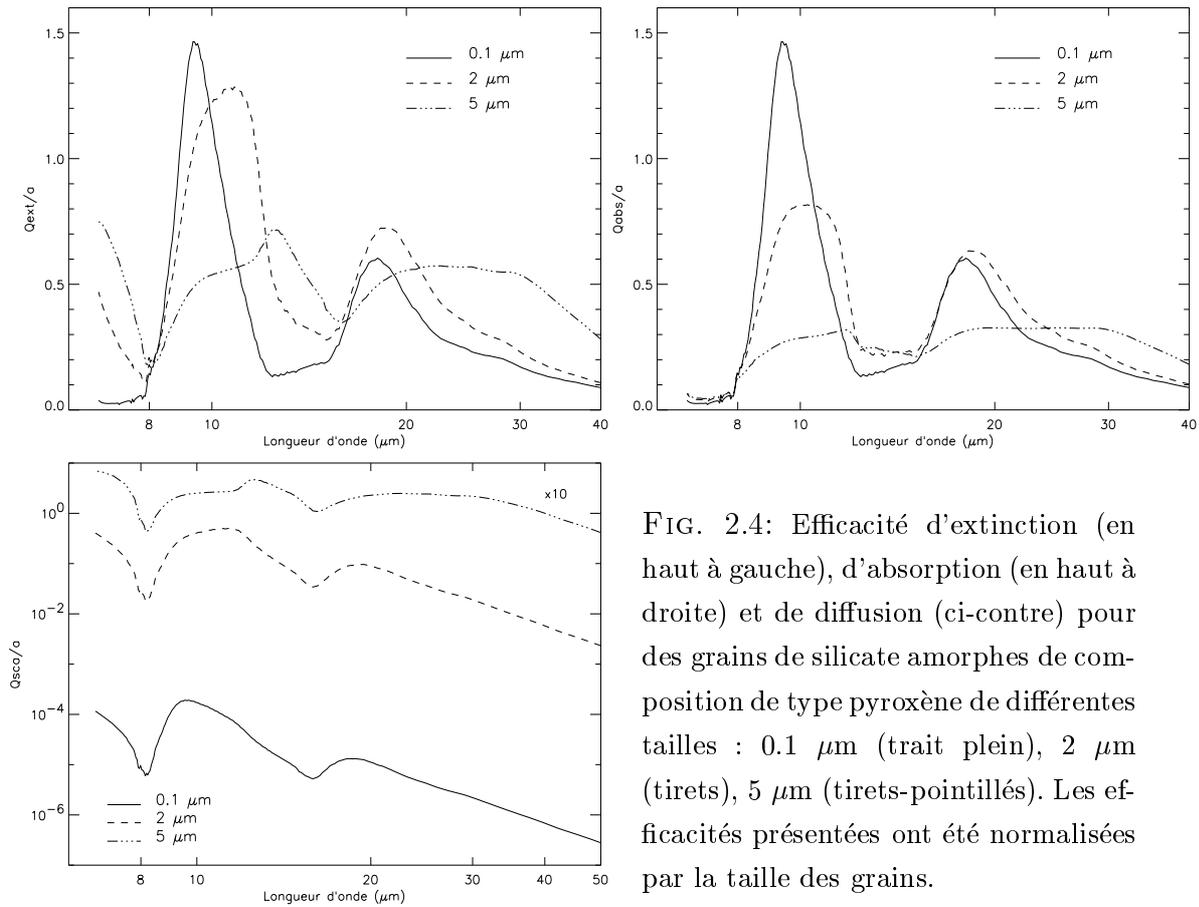 1.5
1.0
0.5
0.0
Qext/a
0.1 μm
2 μm
5 μm
8 10 20 30 40
Longueur d'onde (μm)
1.5
1.0
0.5
0.0
Qabs/a
0.1 μm
2 μm
5 μm
8 10 20 30 40
Longueur d'onde (μm)
x10
10⁰
10⁻²
10⁻⁴
10⁻⁶
Qsca/a
0.1 μm
2 μm
5 μm
8 10 20 30 40 50
Longueur d'onde (μm)
FIG. 2.4: Efficacité d'extinction (en
haut à gauche), d'absorption (en haut à
droite) et de diffusion (ci-contre) pour
des grains de silicate amorphes de com-
position de type pyroxène de différentes
tailles : 0.1 μm (trait plein), 2 μm
(tirets), 5 μm (tirets-pointillés). Les ef-
ficacités présentées ont été normalisées
par la taille des grains.